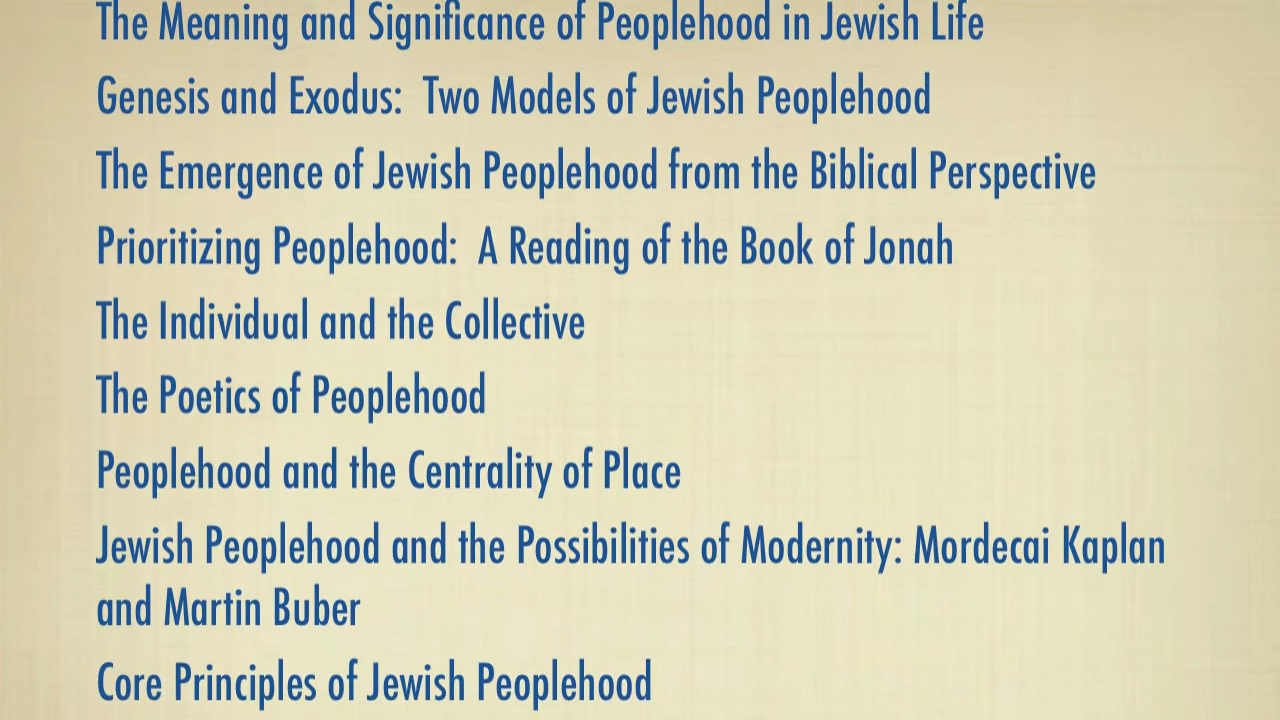 The Meaning and Significance of Peoplehood in Jewish Life
Genesis and Exodus:  Two Models of Jewish Peoplehood
The Emergence of Jewish Peoplehood from the Biblical Perspective
Prioritizing Peoplehood:  A Reading of the Book of Jonah
The Individual and the Collective
The Poetics of Peoplehood
Peoplehood and the Centrality of Place
Jewish Peoplehood and the Possibilities of Modernity: Mordecai Kaplan
and Martin Buber
Core Principles of Jewish Peoplehood